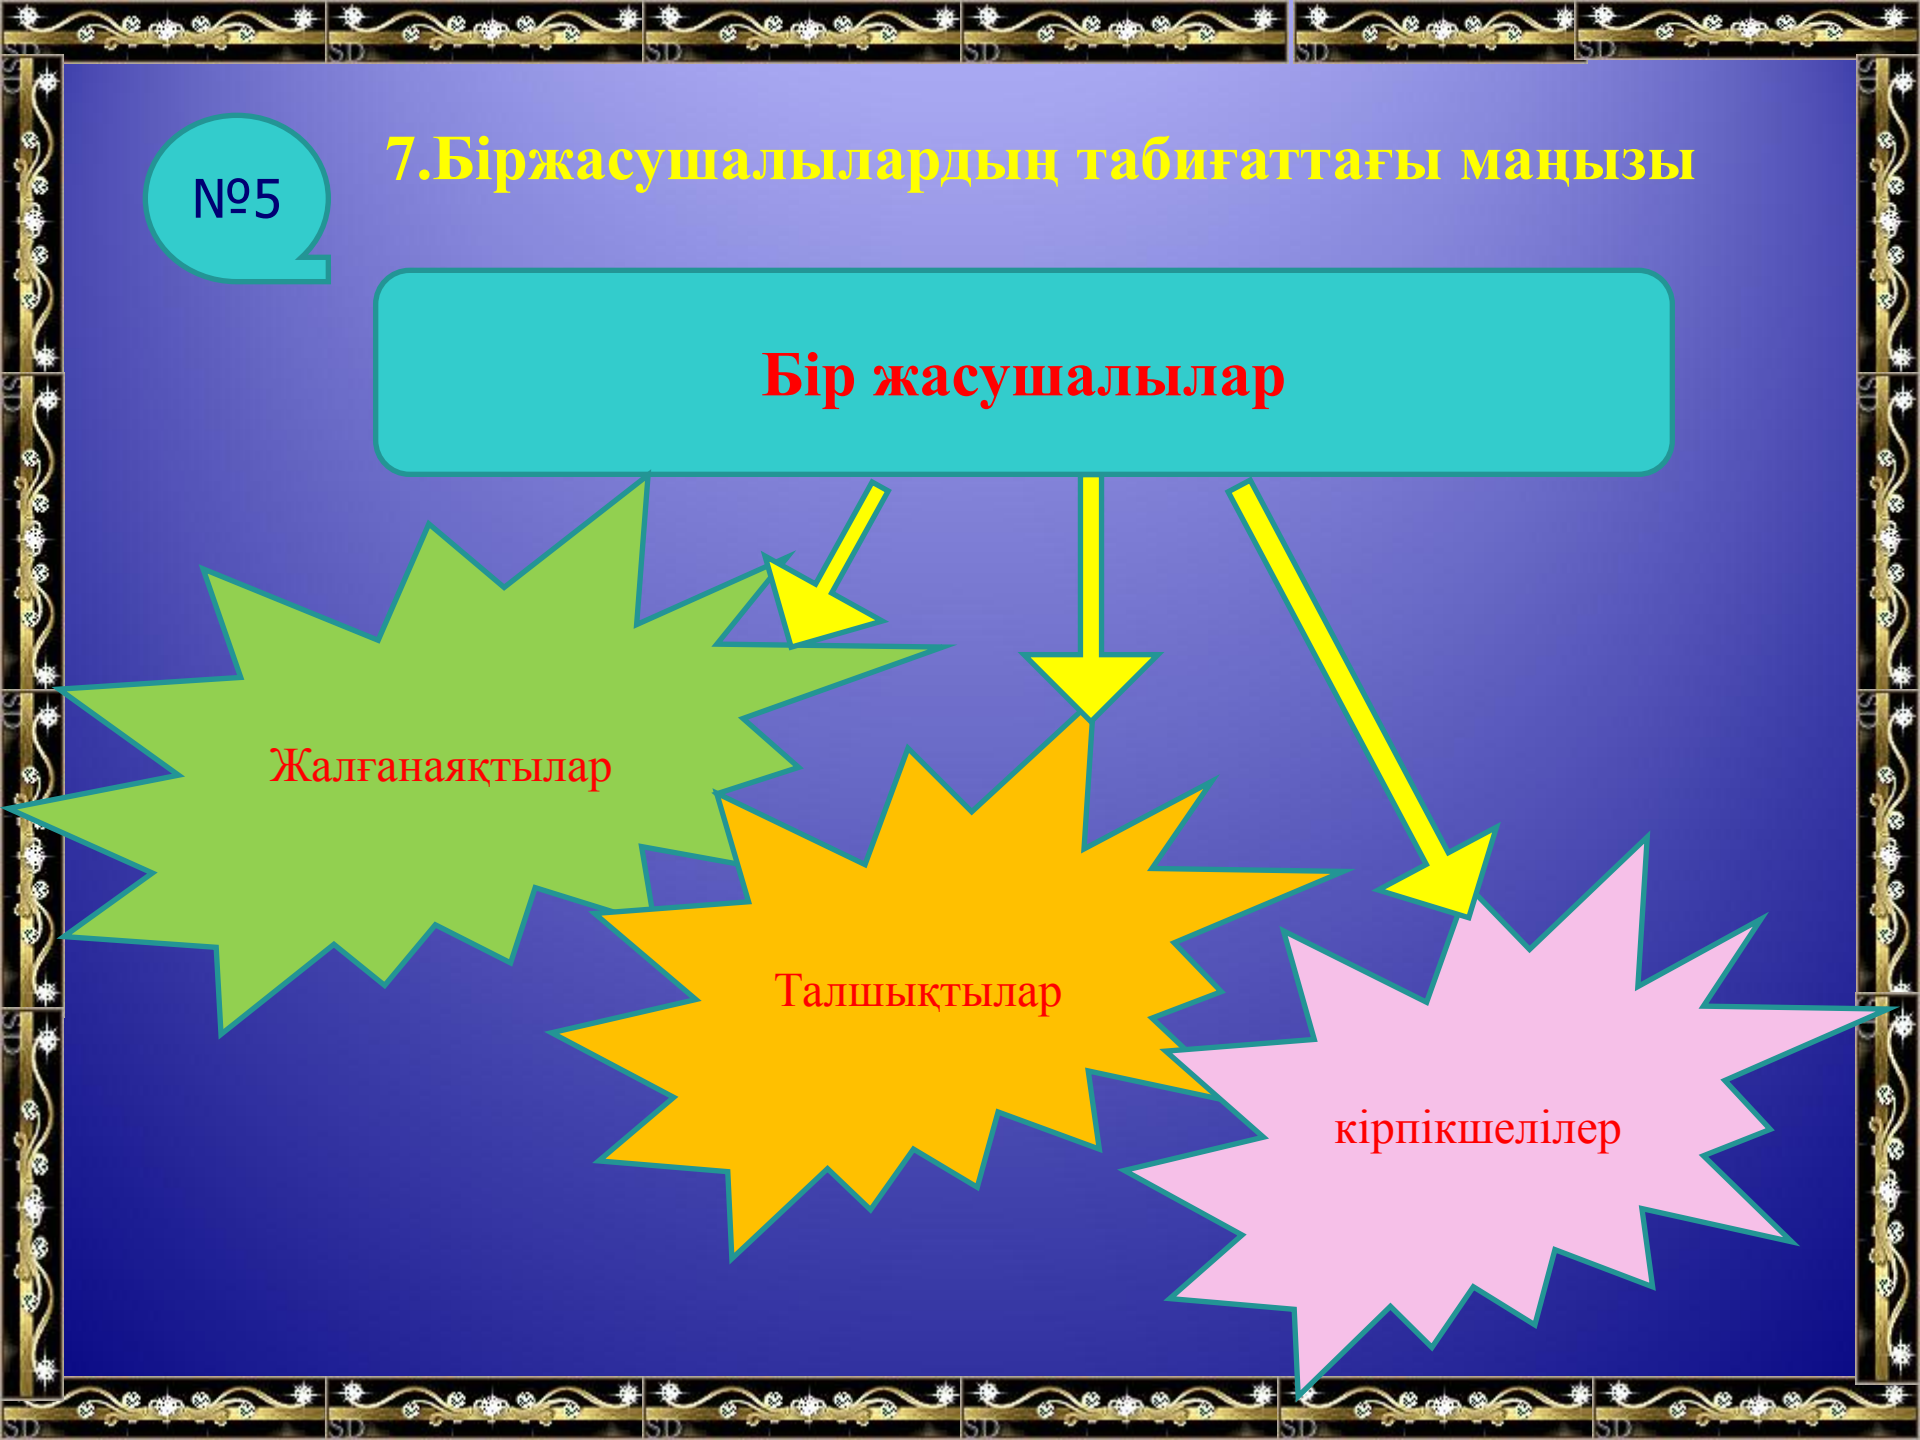 №5
7.Біржасушалылардың табиғаттағы маңызы
Бір жасушалылар
Жалғанаяқтылар
Талшықтылар
кірпікшелілер